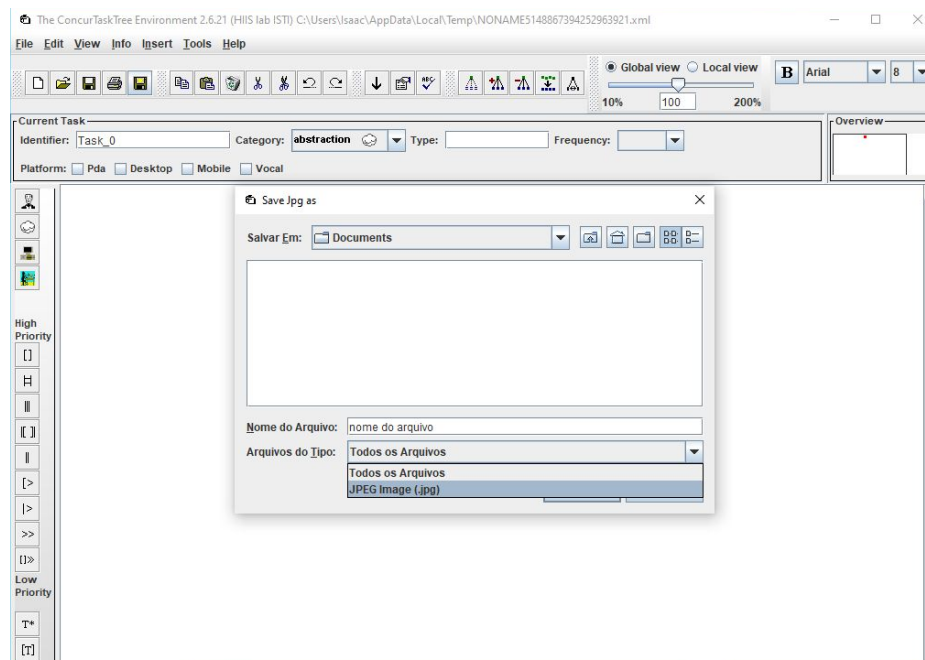 The ConcurTaskTree Environment 2.6.21 (HIIS lab ISTI) C:\Users\Isaac\AppData\Local\Temp\NONAME5148867394252963921.xml
File Edit View Info Insert Tools Help
Global view Local view
B Arial 8
10% 100 200%
Current Task
Overview
Identifier: Task_0 Category: abstraction Type: Frequency:
Platform: Pda Desktop Mobile Vocal
Save Jpg as
Salvar Em: Documents
High
Priority
[]
|=|
|||
|[]|
||
[>
|>
>>
[]>>
Low
Priority
T*
[T]
Nome do Arquivo: nome do arquivo
Arquivos do Tipo: Todos os Arquivos
Todos os Arquivos
JPEG Image (.jpg)